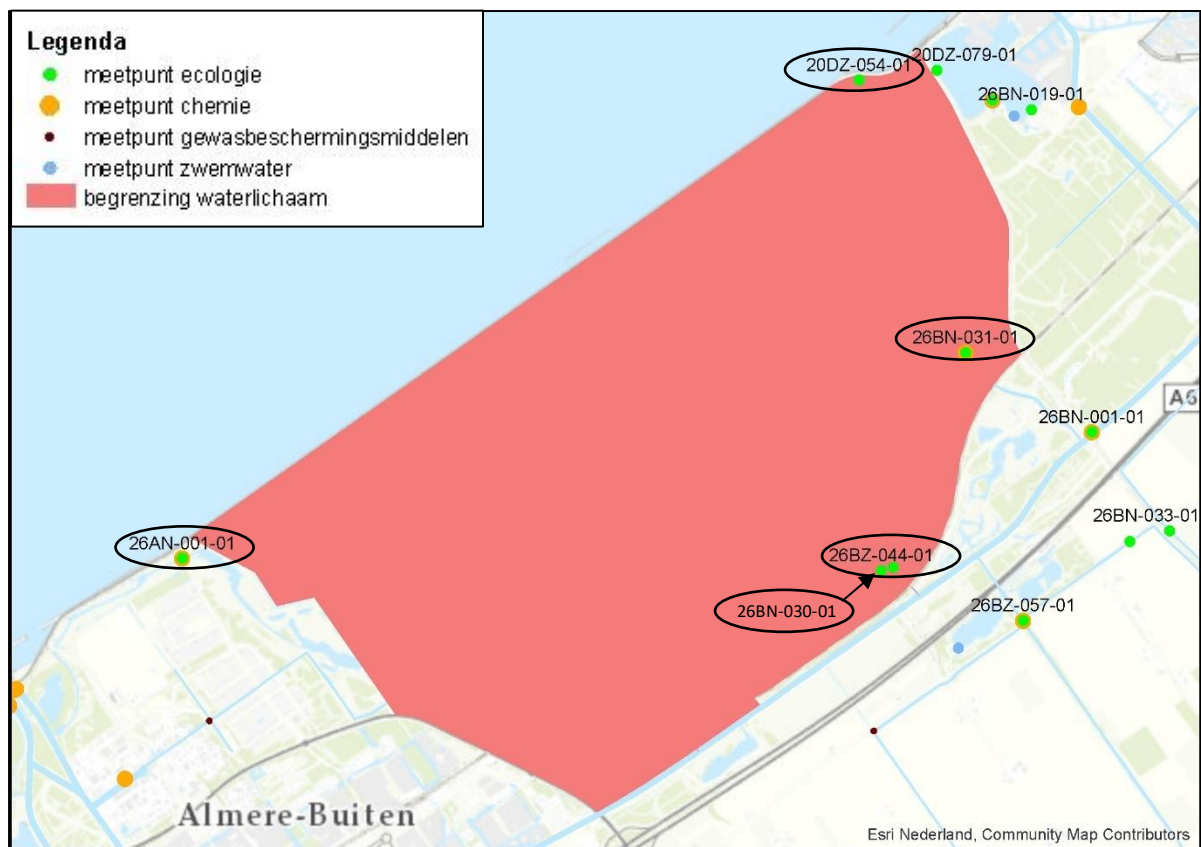 Legenda
meetpunt ecologie
meetpunt chemie
meetpunt gewasbeschermingsmiddelen
meetpunt zwemwater
begrenzing waterlichaam
20DZ-054-01
20DZ-079-01
26BN-019-01
26BN-031-01
A6
26BN-001-01
26BN-033-01
26AN-001-01
26BZ-044-01
26BN-030-01
26BZ-057-01
Almere-Buiten
Esri Nederland, Community Map Contributors